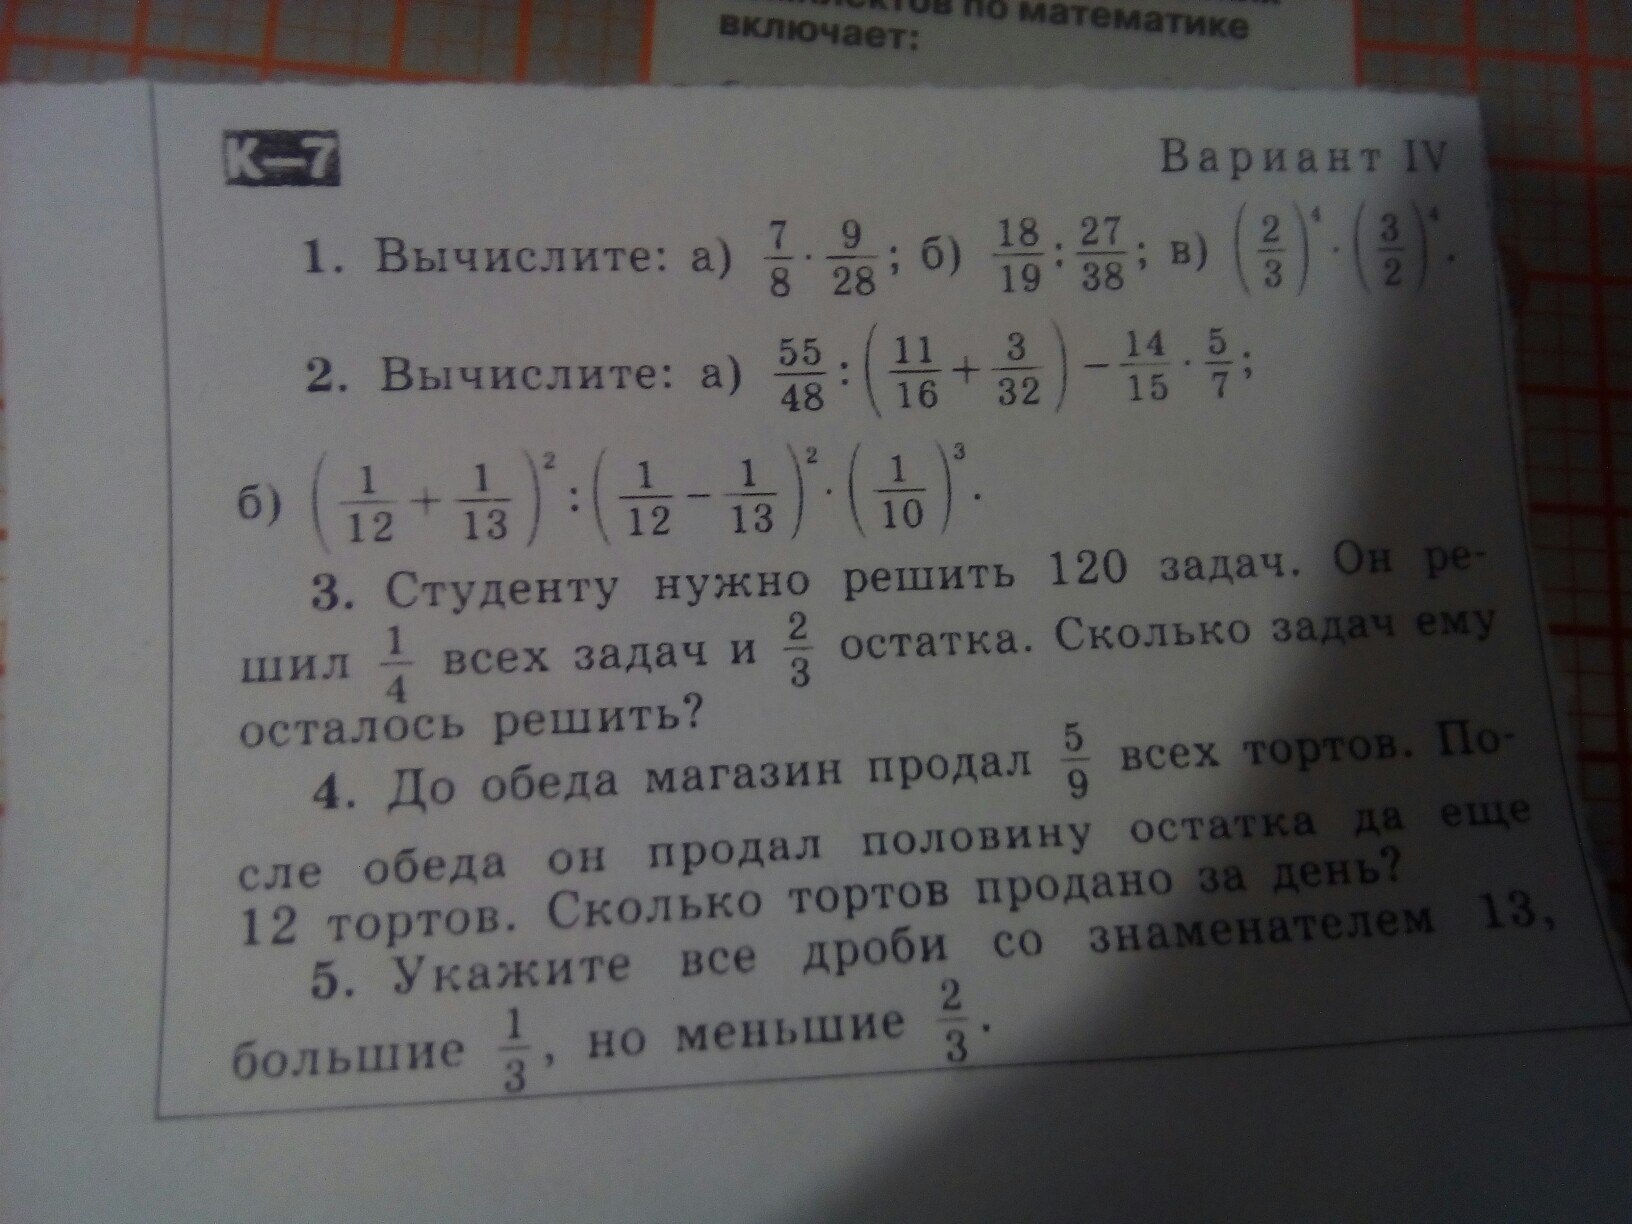 по математике
включает:
К—7
Вариант IV
1. Вычислите: а) 7/8 · 9/28; б) 18/19 : 27/38; в) (2/3)⁴ · (3/2)⁴.
2. Вычислите: а) 55/48 : (11/16 + 3/32) − 14/15 · 5/7;
б) (1/12 + 1/13)² : (1/12 − 1/13)² · (1/10)³.
3. Студенту нужно решить 120 задач. Он ре-
шил 1/4 всех задач и 2/3 остатка. Сколько задач ему
осталось решить?
4. До обеда магазин продал 5/9 всех тортов. По-
сле обеда он продал половину остатка да еще
12 тортов. Сколько тортов продано за день?
5. Укажите все дроби со знаменателем 13,
большие 1/3, но меньшие 2/3.